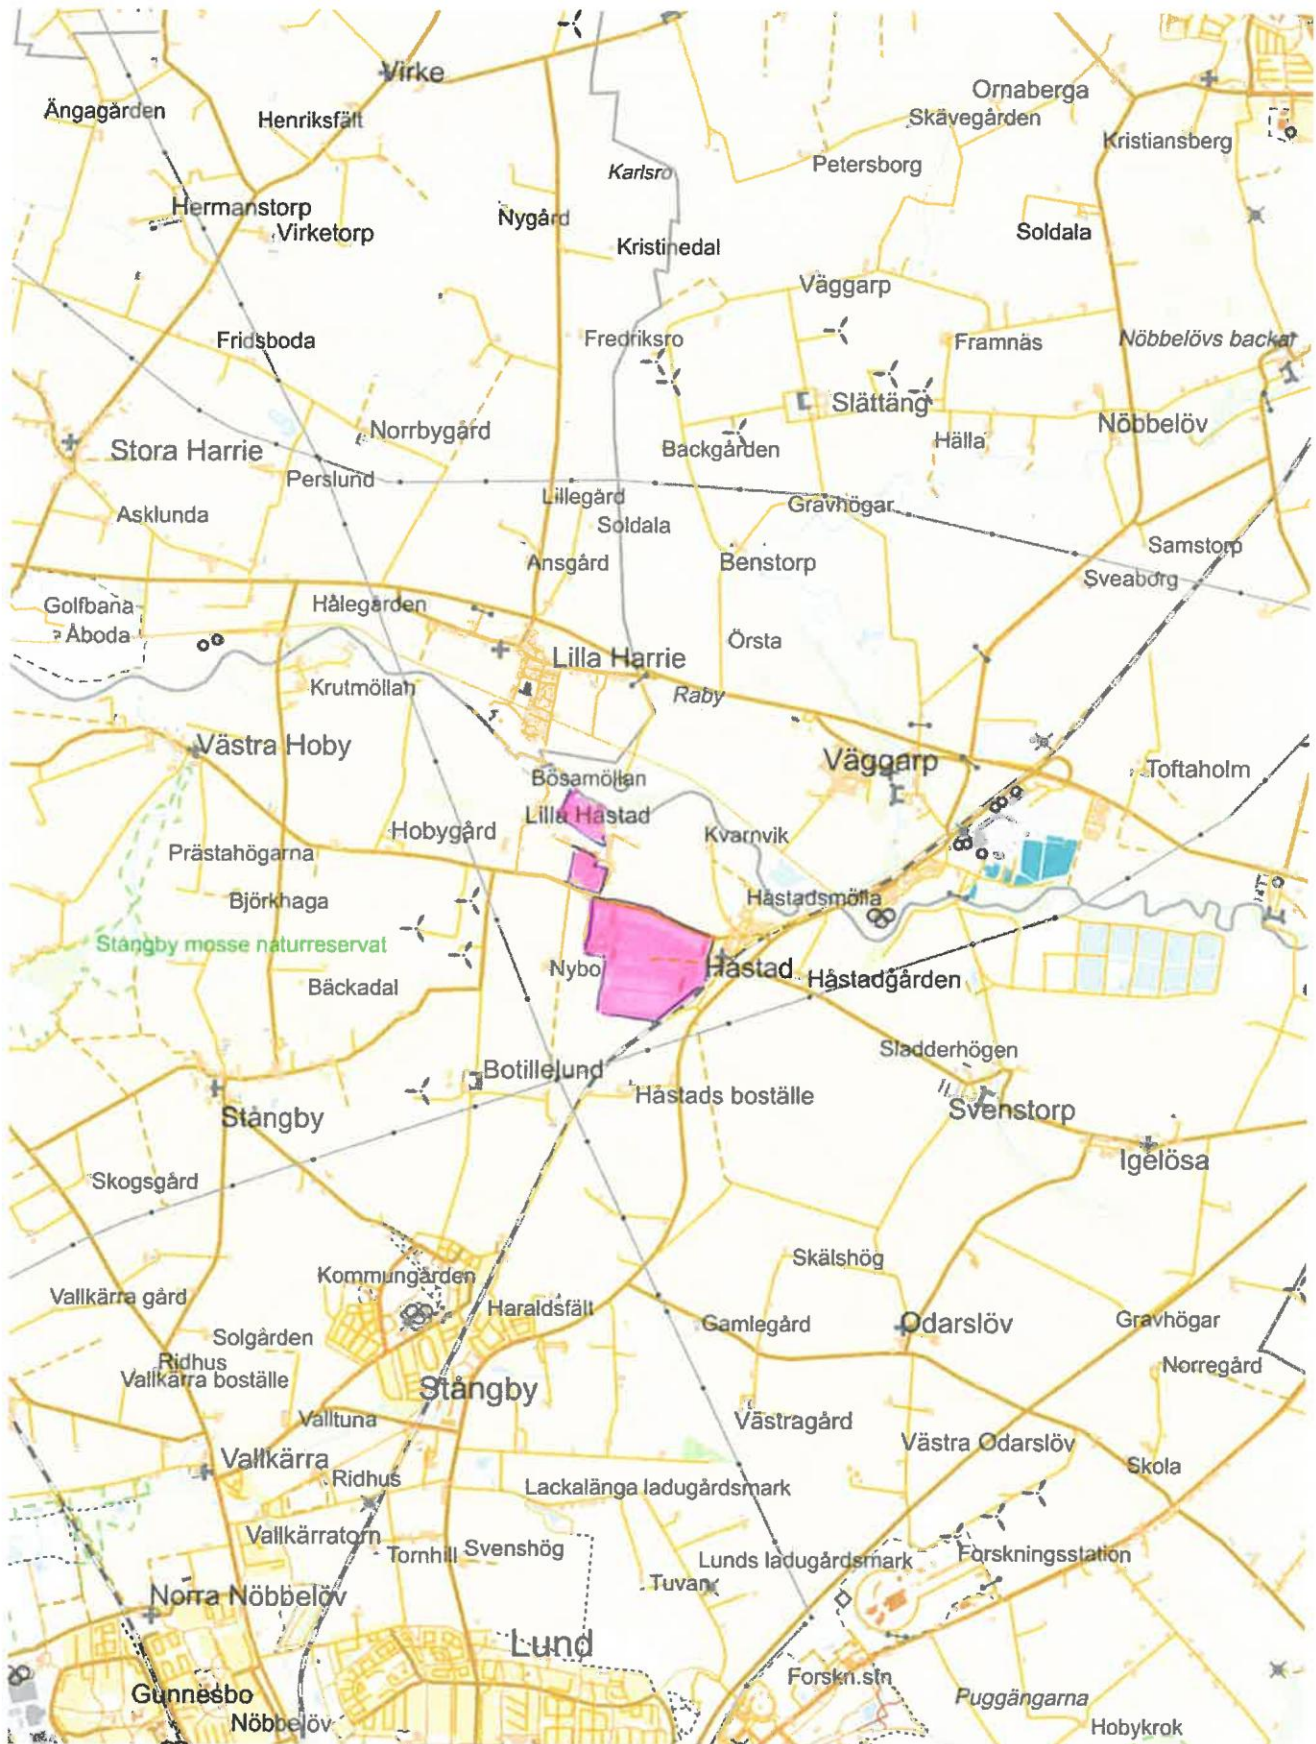 Virke
Ornaberga
Ängagården
Henriksfält
Skävegården
Kristiansberg
Petersborg
Karlsro
Hermanstorp
Nygård
Virketorp
Soldala
Kristinedal
Väggarp
Fridsboda
Fredriksro
Framnäs
Nöbbelövs backar
Slättäng
Norrbygård
Nöbbelöv
Stora Harrie
Backgården
Hälla
Perslund
Lillegård
Gravhögar
Asklunda
Soldala
Samstorp
Ansgård
Benstorp
Sveaborg
Golfbana
Hålegården
Åboda
Örsta
Lilla Harrie
Krutmöllan
Raby
Västra Hoby
Väggarp
Toftaholm
Bösamöllan
Lilla Håstad
Hobygård
Kvarnvik
Prästahögarna
Björkhaga
Håstadsmölla
Stångby mosse naturreservat
Nybo
Håstad
Håstadgården
Bäckadal
Sladderhögen
Botillelund
Håstads boställe
Svenstorp
Stångby
Igelösa
Skogsgård
Skälshög
Kommungården
Vallkärra gård
Haraldsfält
Gamlegård
Odarslöv
Gravhögar
Solgården
Ridhus
Vallkärra boställe
Norregård
Stångby
Valltuna
Västragård
Västra Odarslöv
Vallkärra
Ridhus
Skola
Lackalänga ladugårdsmark
Vallkärratorn
Tornhill
Svenshög
Lunds ladugårdsmark
Forskningsstation
Tuvan
Norra Nöbbelöv
Lund
Forskn.stn
Gunnesbo
Puggängarna
Nöbbelöv
Hobykrok